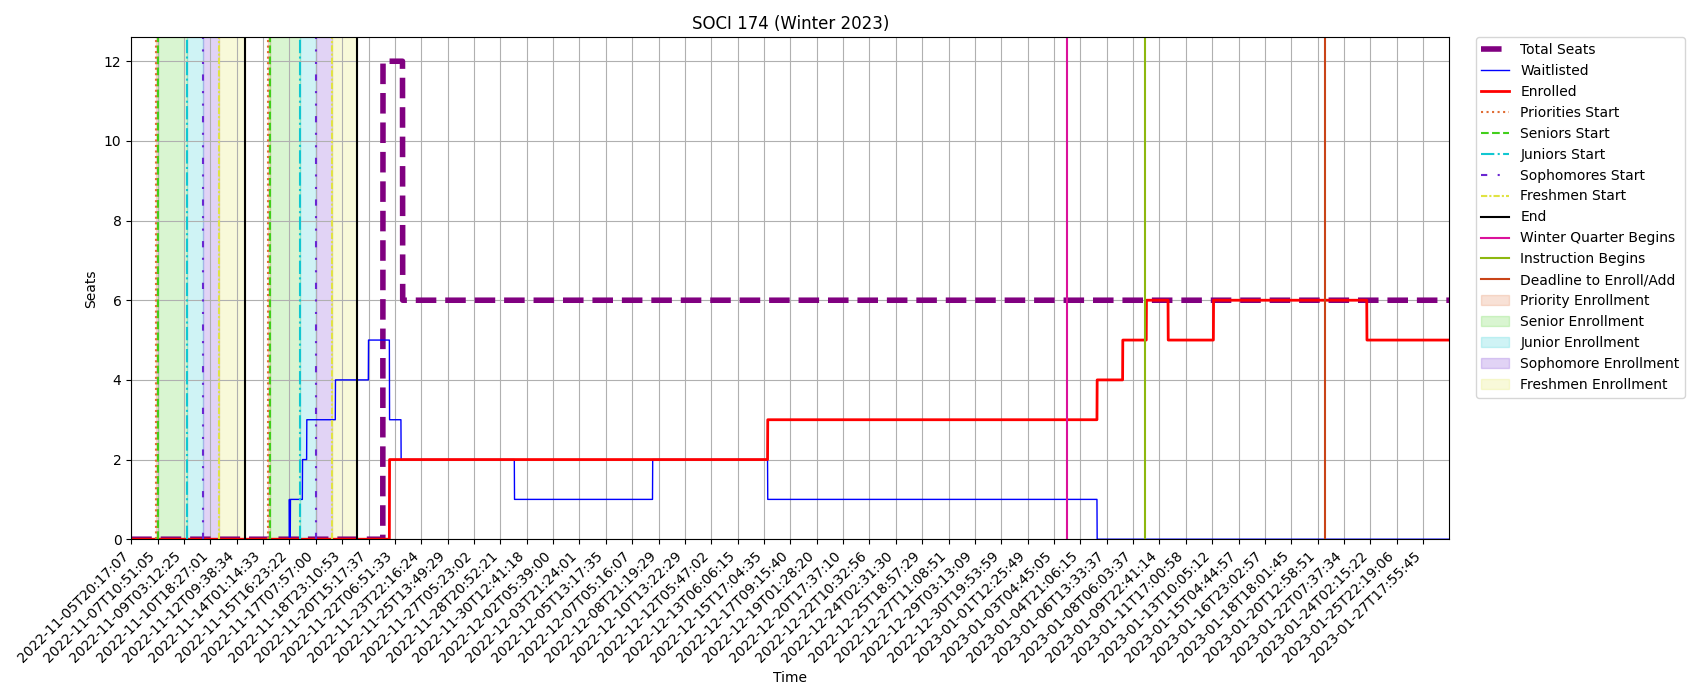 SOCI 174 (Winter 2023)
12
10
8
6
4
2
0
Seats
2022-11-05T20:17:07
2022-11-07T10:51:05
2022-11-09T03:12:25
2022-11-10T18:27:01
2022-11-12T09:38:34
2022-11-14T01:14:33
2022-11-15T16:23:22
2022-11-17T07:57:00
2022-11-18T23:10:53
2022-11-20T15:17:37
2022-11-22T06:51:33
2022-11-23T22:16:24
2022-11-25T13:49:29
2022-11-27T05:23:02
2022-11-28T20:52:21
2022-11-30T12:41:18
2022-12-02T05:39:00
2022-12-03T21:24:01
2022-12-05T13:17:35
2022-12-07T05:16:07
2022-12-08T21:19:29
2022-12-10T13:22:29
2022-12-12T05:47:02
2022-12-13T06:06:15
2022-12-15T17:04:35
2022-12-17T09:15:40
2022-12-19T01:28:20
2022-12-20T17:37:10
2022-12-22T10:32:56
2022-12-24T02:31:30
2022-12-25T18:57:29
2022-12-27T11:08:51
2022-12-29T03:13:09
2022-12-30T19:53:59
2023-01-01T12:25:49
2023-01-03T04:45:05
2023-01-04T21:06:15
2023-01-06T13:33:37
2023-01-08T06:03:37
2023-01-09T22:41:14
2023-01-11T17:00:58
2023-01-13T10:05:12
2023-01-15T04:44:57
2023-01-16T23:02:57
2023-01-18T18:01:45
2023-01-20T12:58:51
2023-01-22T07:37:34
2023-01-24T02:15:22
2023-01-25T22:19:06
2023-01-27T17:55:45
Time
Total Seats
Waitlisted
Enrolled
Priorities Start
Seniors Start
Juniors Start
Sophomores Start
Freshmen Start
End
Winter Quarter Begins
Instruction Begins
Deadline to Enroll/Add
Priority Enrollment
Senior Enrollment
Junior Enrollment
Sophomore Enrollment
Freshmen Enrollment